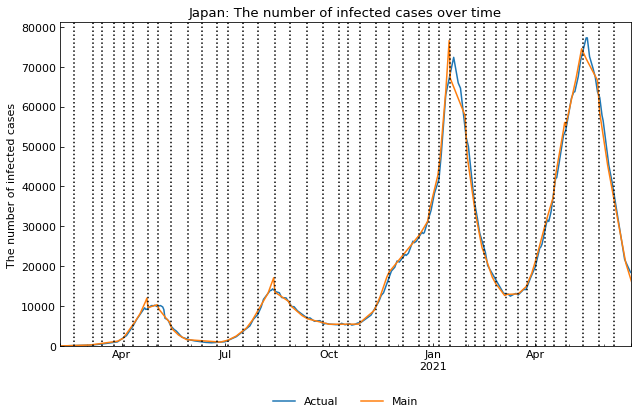 Japan: The number of infected cases over time
The number of infected cases
80000
70000
60000
50000
40000
30000
20000
10000
0
Apr Jul Oct Jan Apr
2021
Actual Main